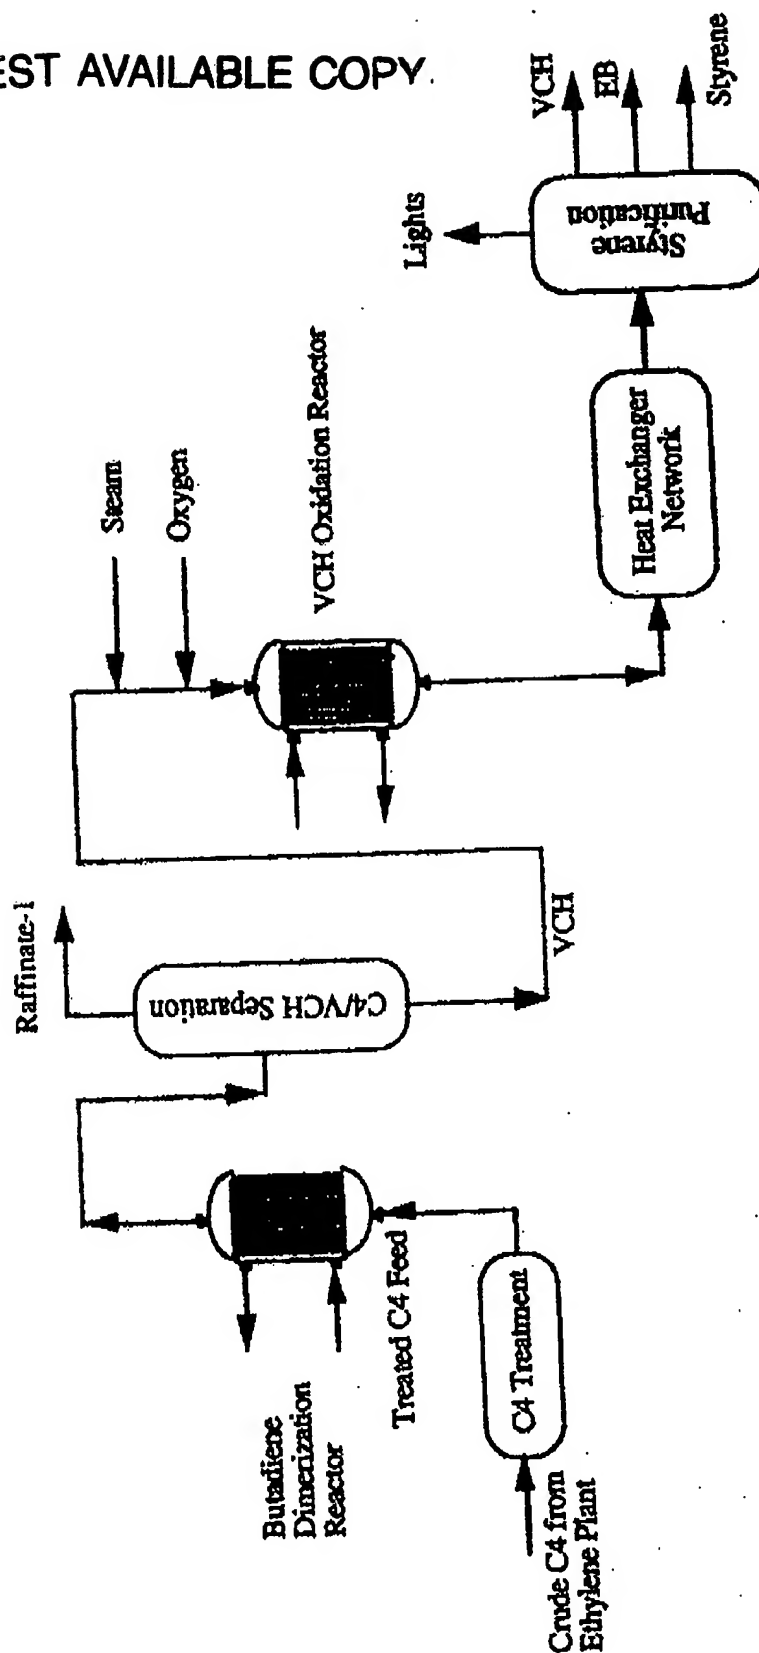 EST AVAILABLE COPY
Crude C4 from
Ethylene Plant
C4 Treatment
Treated C4 Feed
Butadiene
Dimerization
Reactor
C4/VCH Separation
Raffinate-1
VCH
Steam
Oxygen
VCH Oxidation Reactor
Heat Exchanger
Network
Styrene
Purification
Lights
VCH
EB
Styrene